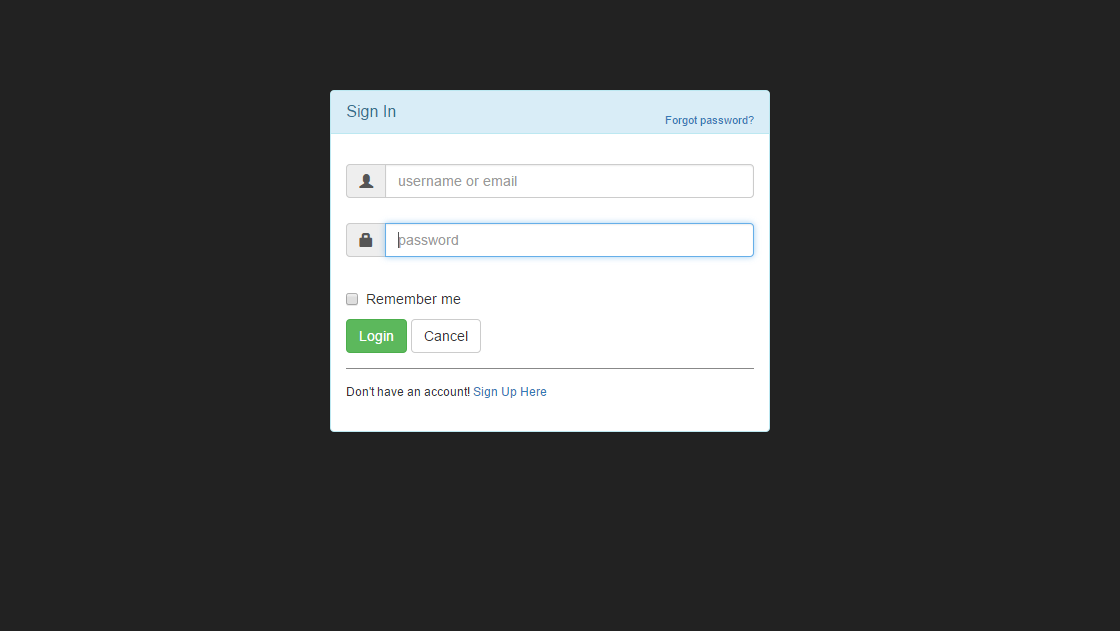 Sign In
Forgot password?
username or email
password
Remember me
Login Cancel
Don't have an account! Sign Up Here